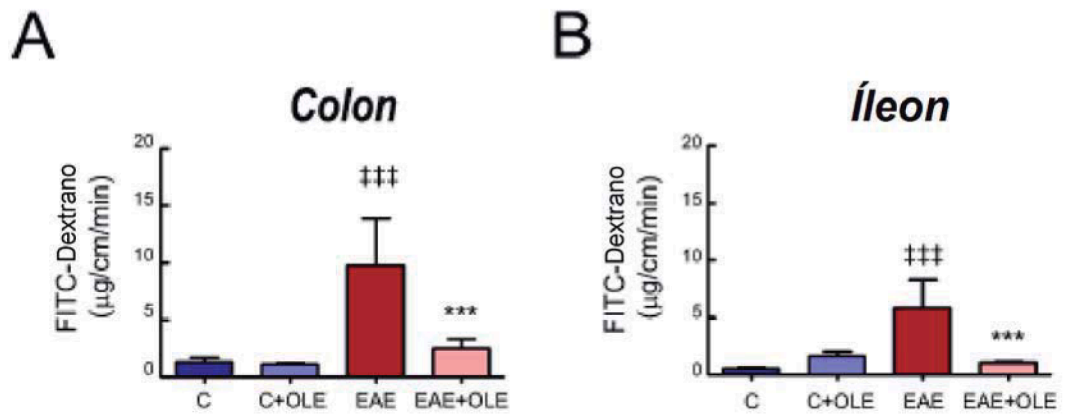 A
Colon
FITC-Dextrano
(µg/cm/min)
20
15
10
5
0
‡‡‡
***
C
C+OLE
EAE
EAE+OLE
B
Íleon
FITC-Dextrano
(µg/cm/min)
20
15
10
5
0
‡‡‡
***
C
C+OLE
EAE
EAE+OLE